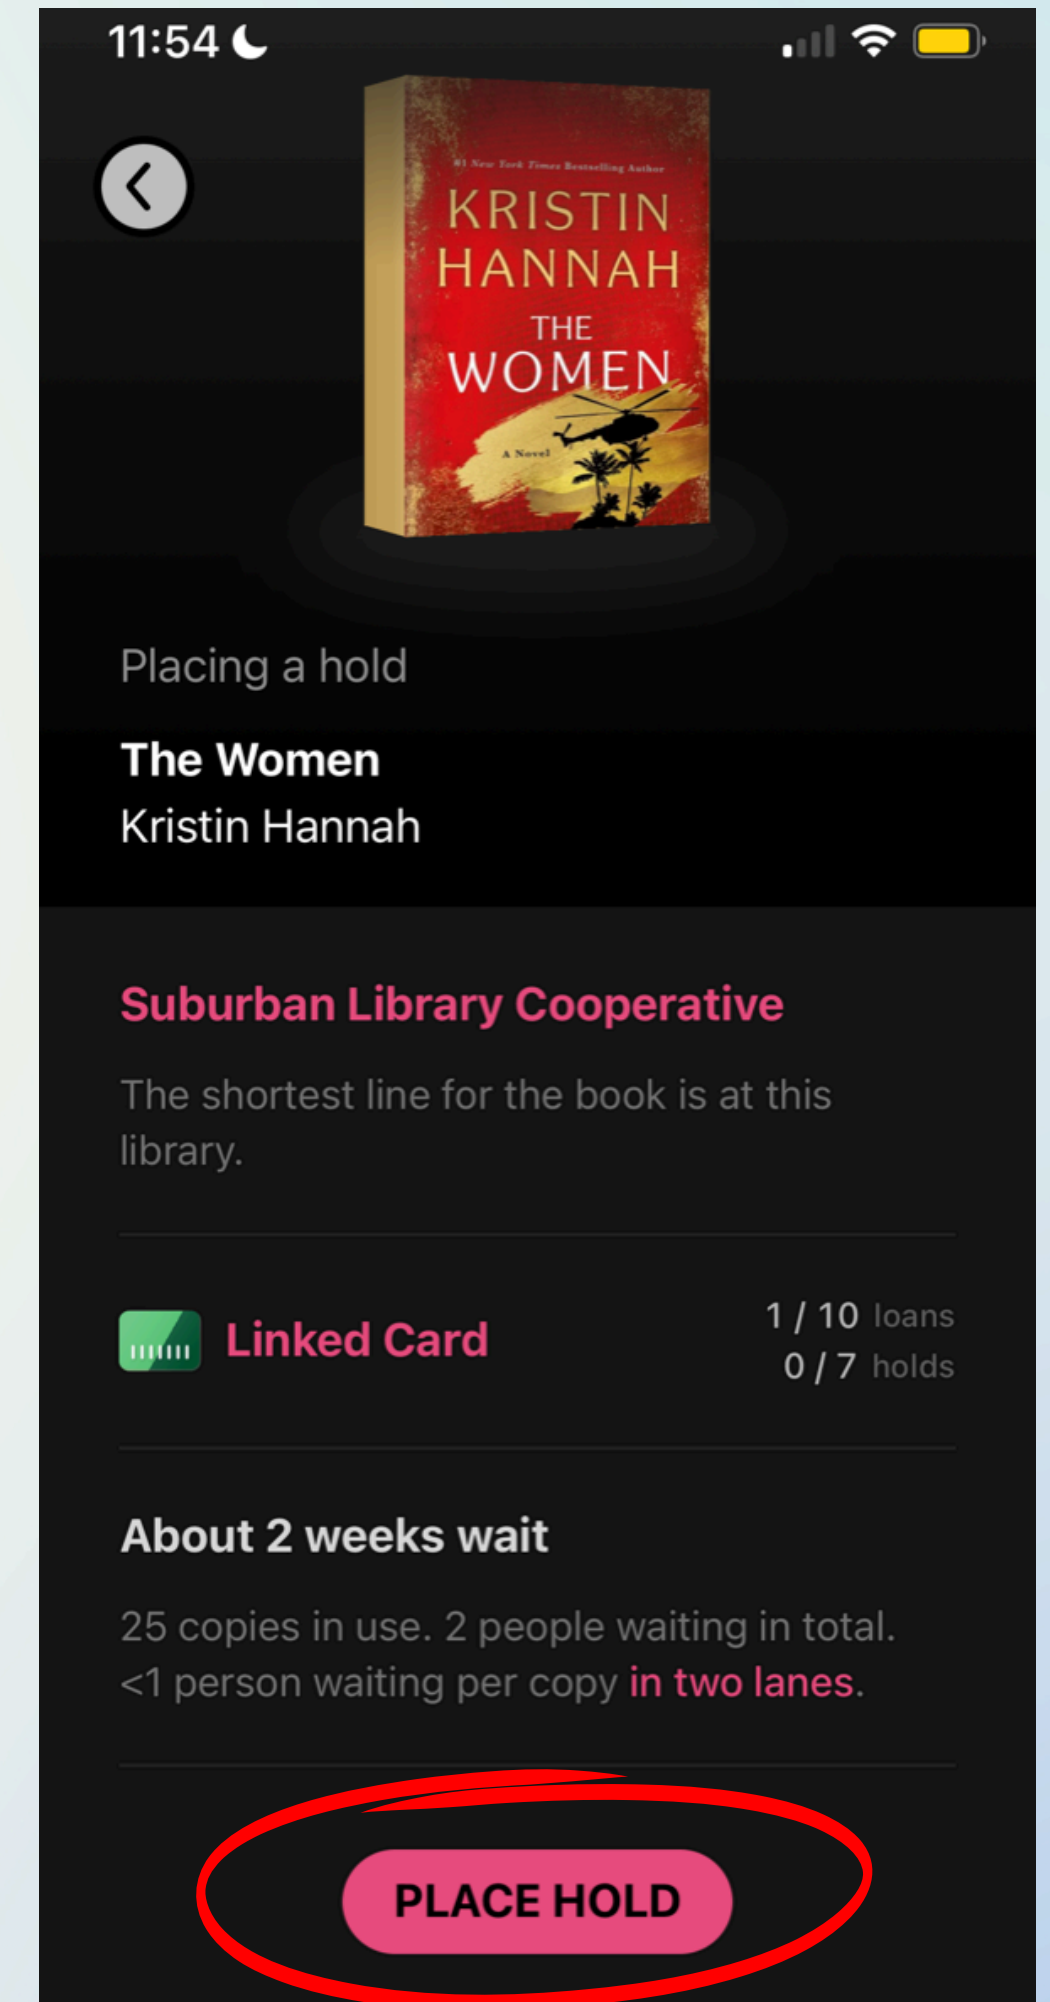 11:54
#1 New York Times Bestselling Author
KRISTIN
HANNAH
THE
WOMEN
A Novel
Placing a hold
The Women
Kristin Hannah
Suburban Library Cooperative
The shortest line for the book is at this
library.
Linked Card
1 / 10 loans
0 / 7 holds
About 2 weeks wait
25 copies in use. 2 people waiting in total.
<1 person waiting per copy in two lanes.
PLACE HOLD